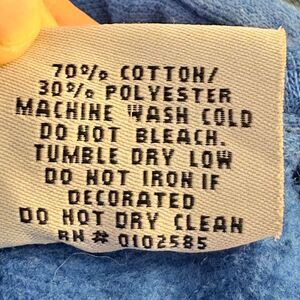 70% COTTON/
30% POLYESTER
MACHINE WASH COLD
DO NOT BLEACH.
TUMBLE DRY LOW
DO NOT IRON IF
DECORATED
DO NOT DRY CLEAN
RN # 0102585